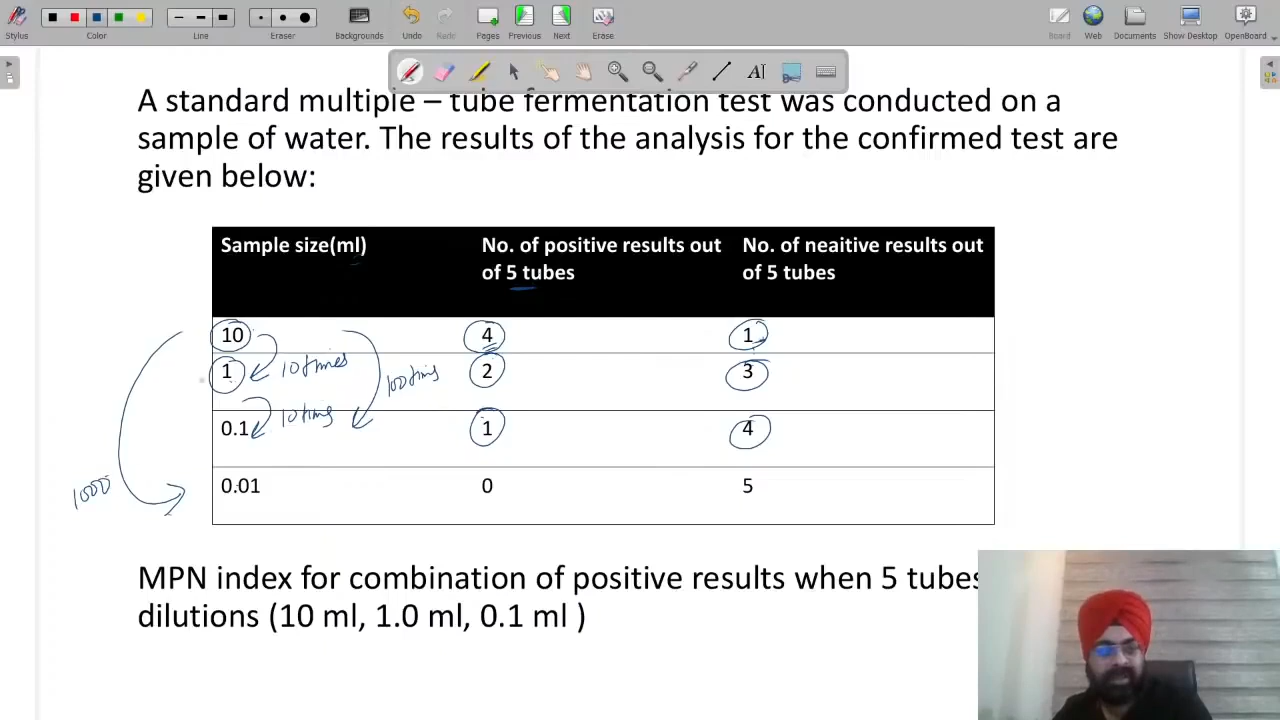 Stylus Color Line Eraser Backgrounds Undo Redo Pages Previous Next Erase Board Web Documents Show Desktop OpenBoard
A standard multiple – tube fermentation test was conducted on a
sample of water. The results of the analysis for the confirmed test are
given below:
Sample size(ml) No. of positive results out of 5 tubes No. of neaitive results out of 5 tubes
10 4 1
10 times
1 2 3
100 times
10 times
0.1 1 4
1000
0.01 0 5
MPN index for combination of positive results when 5 tubes
dilutions (10 ml, 1.0 ml, 0.1 ml )